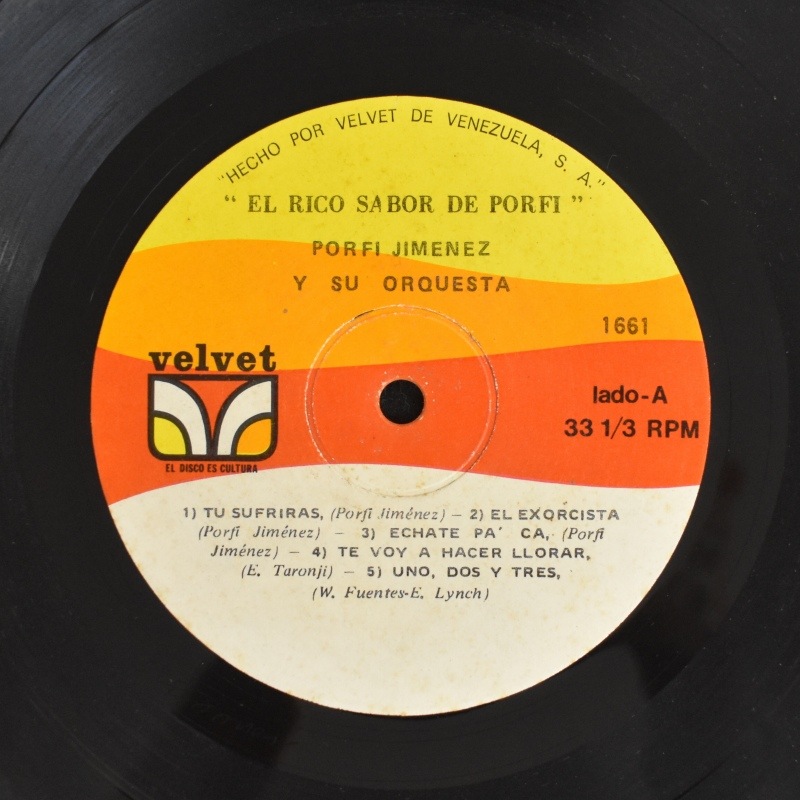 "HECHO POR VELVET DE VENEZUELA, S. A."
" EL RICO SABOR DE PORFI "
PORFI JIMENEZ
Y SU ORQUESTA
1661
velvet
EL DISCO ES CULTURA
lado-A
33 1/3 RPM
1) TU SUFRIRAS, (Porfi Jiménez) — 2) EL EXORCISTA
(Porfi Jiménez) — 3) ECHATE PA' CA, (Porfi
Jiménez) — 4) TE VOY A HACER LLORAR,
(E. Taronji) — 5) UNO, DOS Y TRES,
(W. Fuentes-E. Lynch)